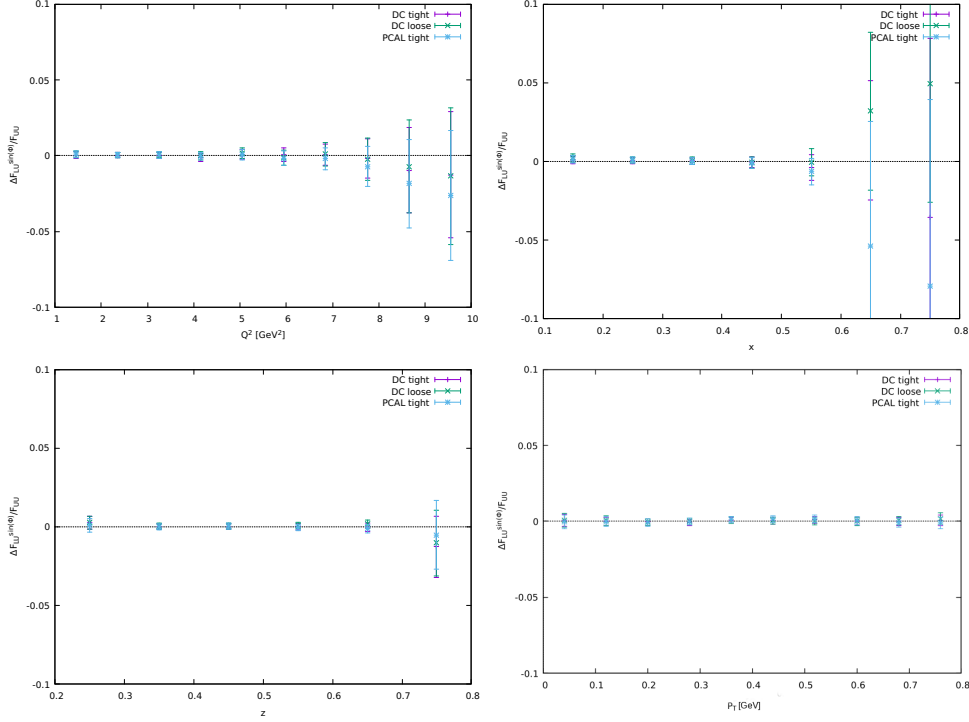 0.1
0.05
0
-0.05
-0.1
1 2 3 4 5 6 7 8 9 10
Q² [GeV²]
ΔF_LU^sin(Φ)/F_UU
DC tight
DC loose
PCAL tight
0.1
0.05
0
-0.05
-0.1
0.1 0.2 0.3 0.4 0.5 0.6 0.7 0.8
x
ΔF_LU^sin(Φ)/F_UU
DC tight
DC loose
PCAL tight
0.1
0.05
0
-0.05
-0.1
0.2 0.3 0.4 0.5 0.6 0.7 0.8
z
ΔF_LU^sin(Φ)/F_UU
DC tight
DC loose
PCAL tight
0.1
0.05
0
-0.05
-0.1
0 0.1 0.2 0.3 0.4 0.5 0.6 0.7 0.8
P_T [GeV]
ΔF_LU^sin(Φ)/F_UU
DC tight
DC loose
PCAL tight